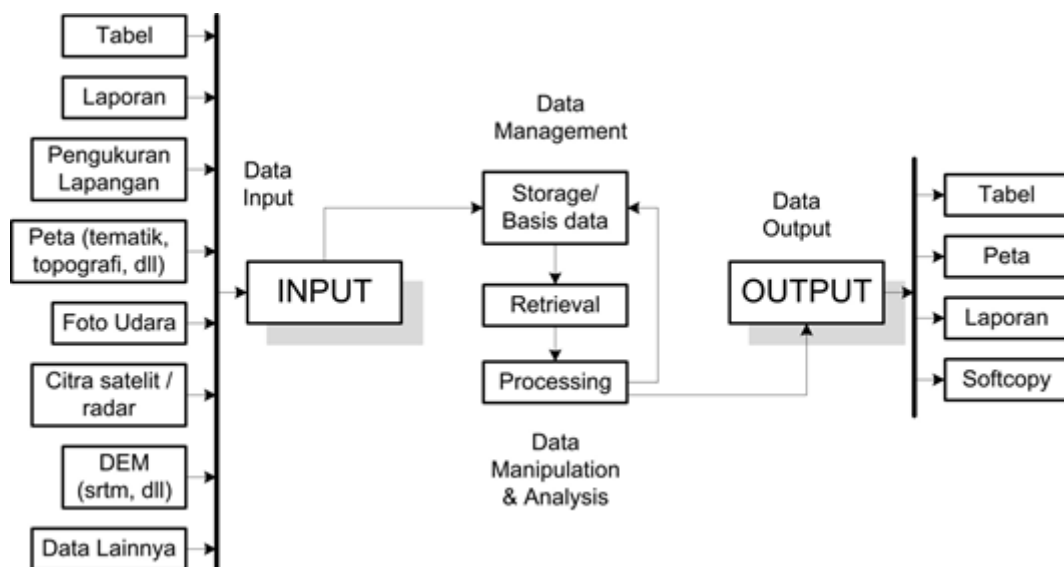 Tabel
Laporan
Pengukuran
Lapangan
Peta (tematik,
topografi, dll)
Foto Udara
Citra satelit /
radar
DEM
(srtm, dll)
Data Lainnya
Data
Input
INPUT
Data
Management
Storage/
Basis data
Retrieval
Processing
Data
Manipulation
& Analysis
Data
Output
OUTPUT
Tabel
Peta
Laporan
Softcopy